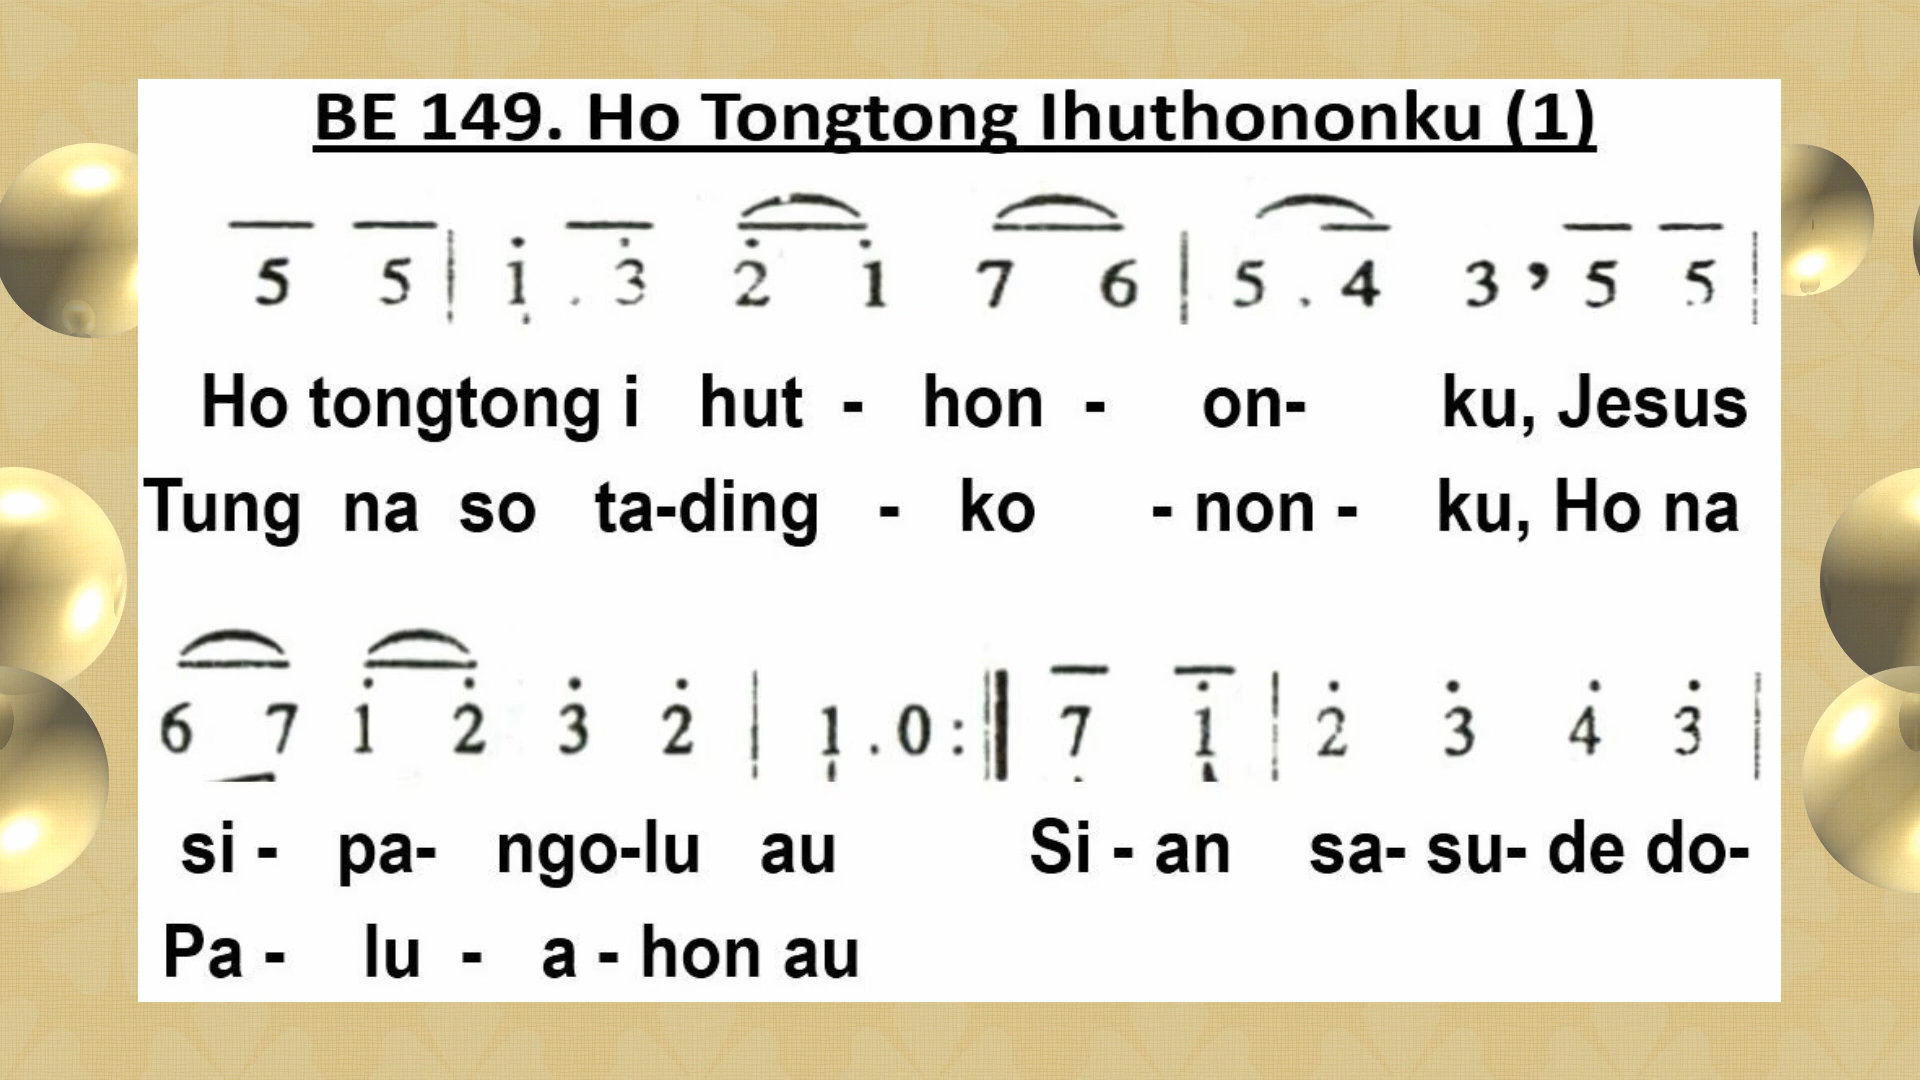 BE 149. Ho Tongtong Ihuthononku (1)
5 5 | 1̇ . 3̇ 2̇ 1̇ 7 6 | 5 . 4 3 , 5 5 |
Ho tongtong i hut - hon - on- ku, Jesus
Tung na so ta-ding - ko - non - ku, Ho na
6 7 1̇ 2̇ 3̇ 2̇ | 1 . 0 :|| 7 1̇ | 2̇ 3̇ 4̇ 3̇ |
si - pa- ngo-lu au Si - an sa- su- de do-
Pa - lu - a - hon au